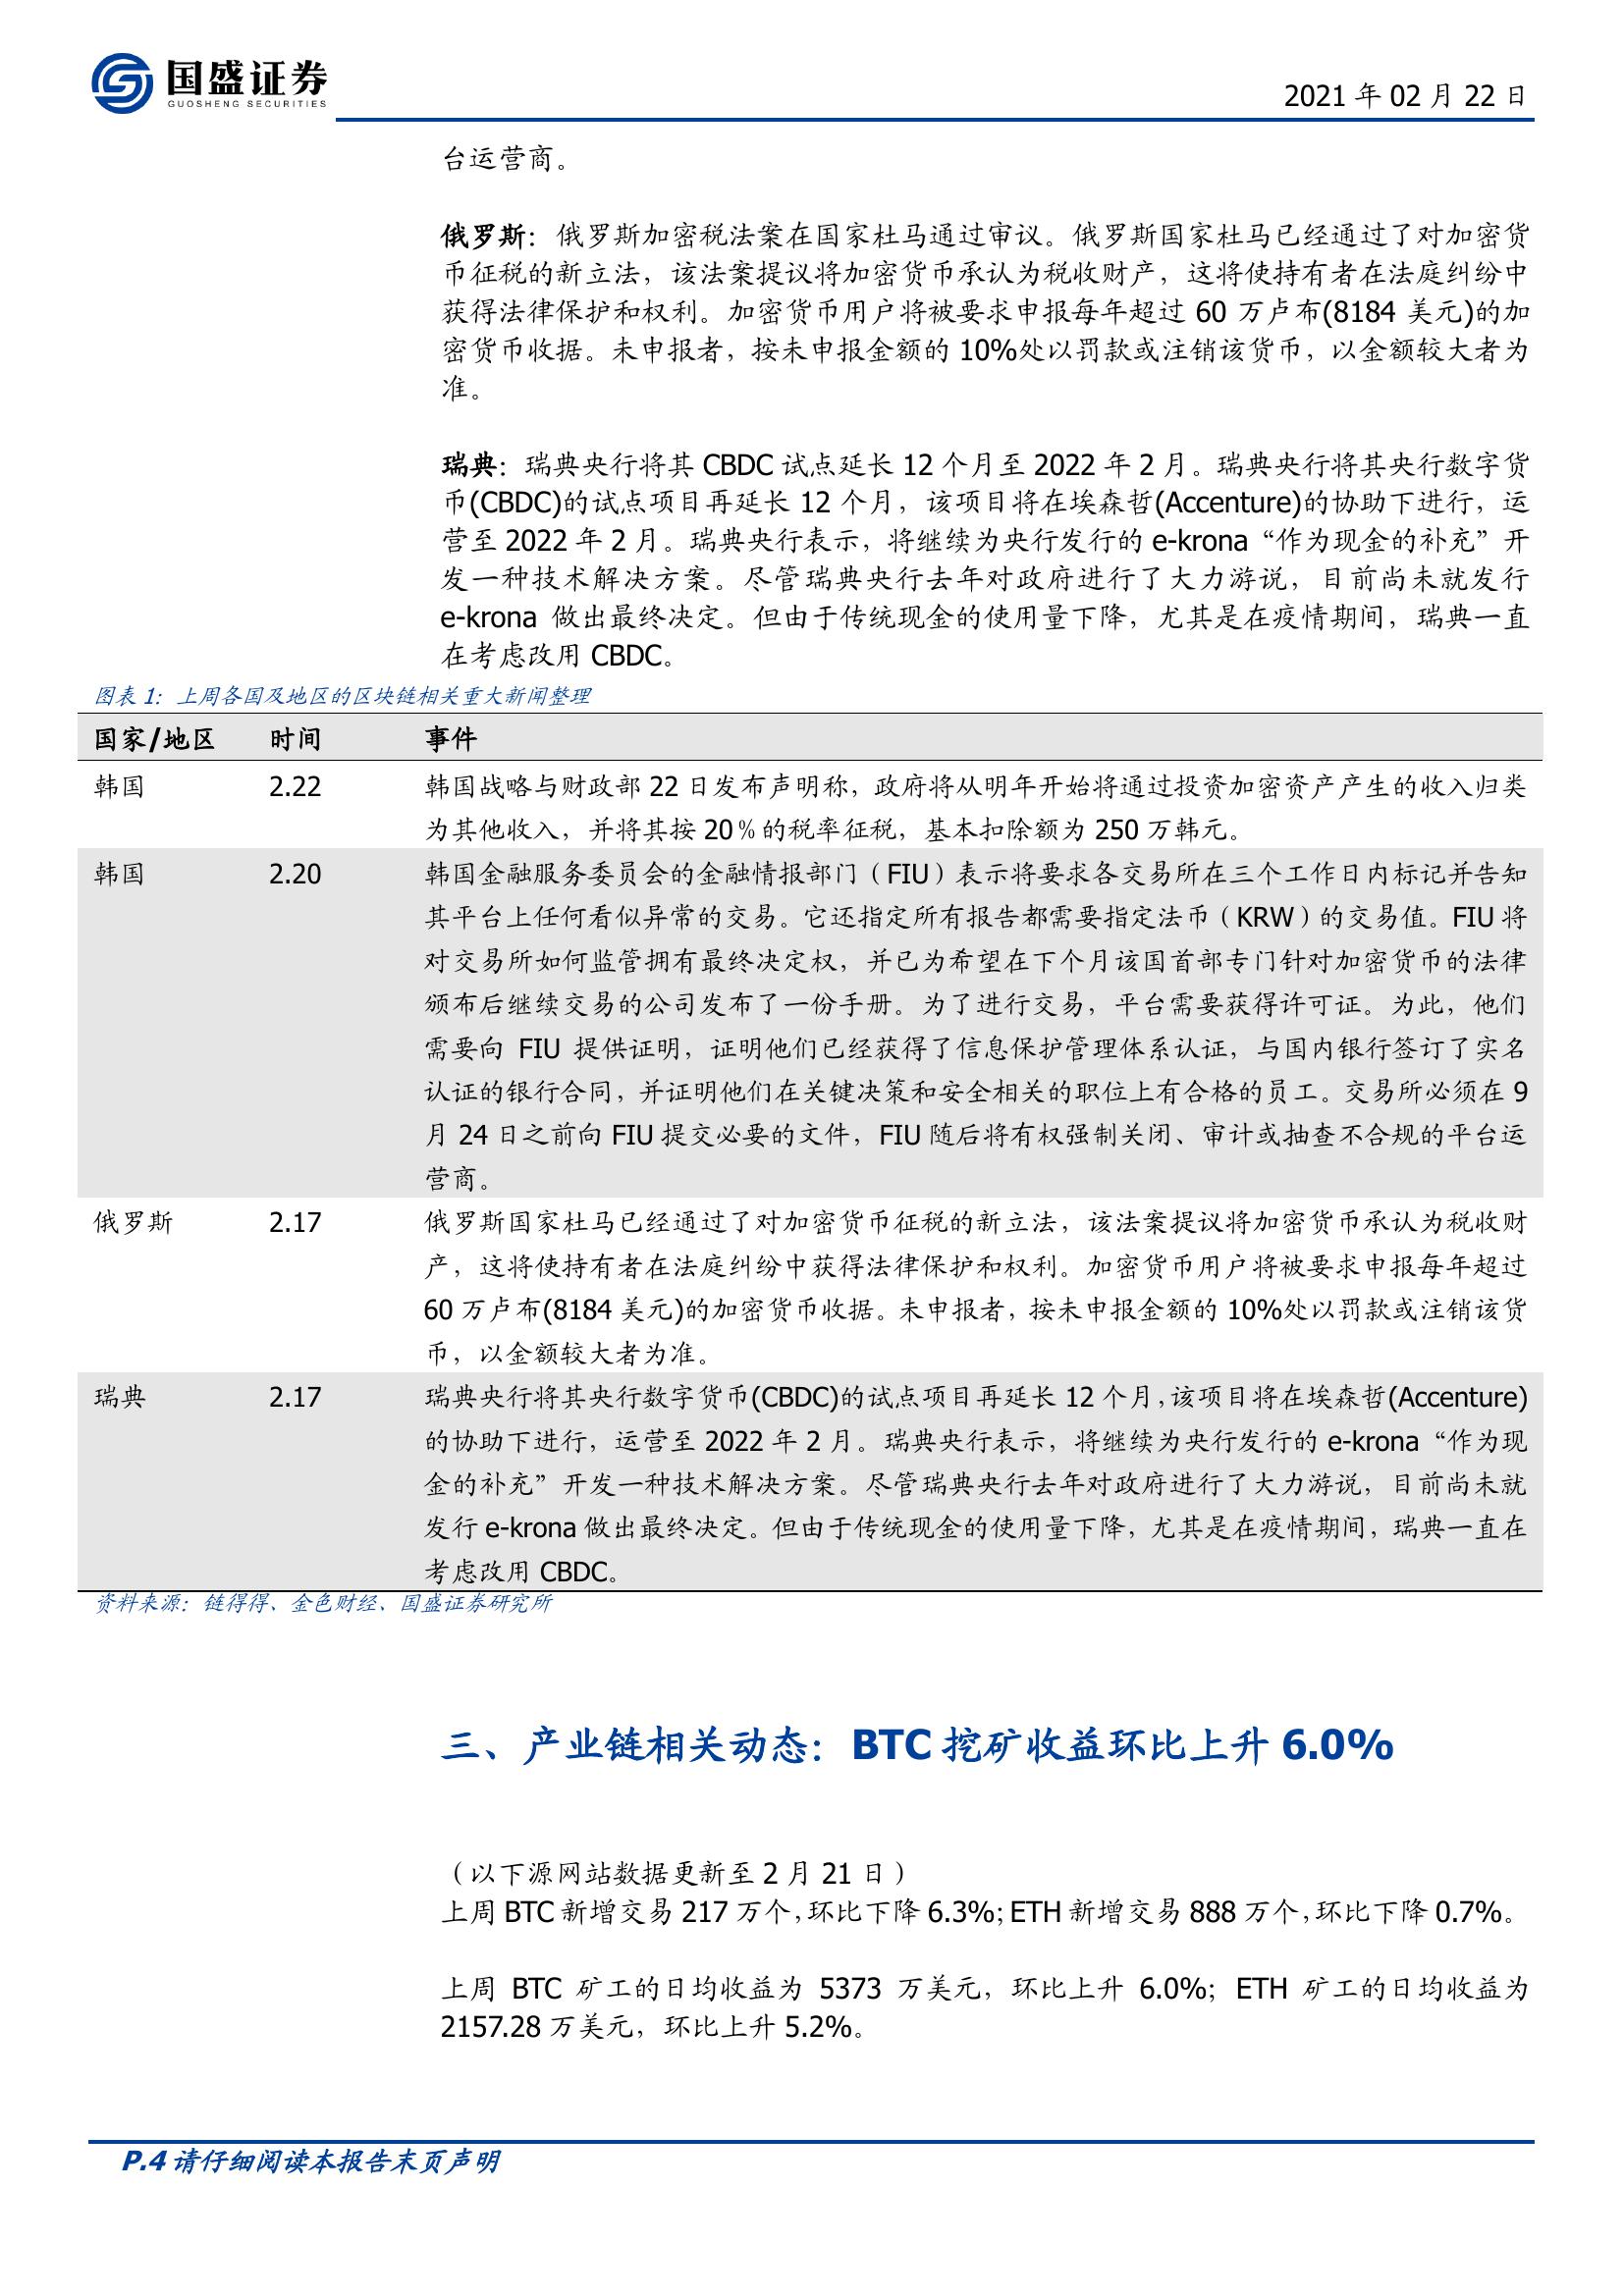 国盛证券
GUOSHENG SECURITIES
2021 年 02 月 22 日
台运营商。
俄罗斯：俄罗斯加密税法案在国家杜马通过审议。俄罗斯国家杜马已经通过了对加密货
币征税的新立法，该法案提议将加密货币承认为税收财产，这将使持有者在法庭纠纷中
获得法律保护和权利。加密货币用户将被要求申报每年超过 60 万卢布(8184 美元)的加
密货币收据。未申报者，按未申报金额的 10%处以罚款或注销该货币，以金额较大者为
准。
瑞典：瑞典央行将其 CBDC 试点延长 12 个月至 2022 年 2 月。瑞典央行将其央行数字货
币(CBDC)的试点项目再延长 12 个月，该项目将在埃森哲(Accenture)的协助下进行，运
营至 2022 年 2 月。瑞典央行表示，将继续为央行发行的 e-krona“作为现金的补充”开
发一种技术解决方案。尽管瑞典央行去年对政府进行了大力游说，目前尚未就发行
e-krona 做出最终决定。但由于传统现金的使用量下降，尤其是在疫情期间，瑞典一直
在考虑改用 CBDC。
图表 1：上周各国及地区的区块链相关重大新闻整理
国家/地区 时间 事件
韩国 2.22 韩国战略与财政部 22 日发布声明称，政府将从明年开始将通过投资加密资产产生的收入归类
为其他收入，并将其按 20％的税率征税，基本扣除额为 250 万韩元。
韩国 2.20 韩国金融服务委员会的金融情报部门（FIU）表示将要求各交易所在三个工作日内标记并告知
其平台上任何看似异常的交易。它还指定所有报告都需要指定法币（KRW）的交易值。FIU 将
对交易所如何监管拥有最终决定权，并已为希望在下个月该国首部专门针对加密货币的法律
颁布后继续交易的公司发布了一份手册。为了进行交易，平台需要获得许可证。为此，他们
需要向 FIU 提供证明，证明他们已经获得了信息保护管理体系认证，与国内银行签订了实名
认证的银行合同，并证明他们在关键决策和安全相关的职位上有合格的员工。交易所必须在 9
月 24 日之前向 FIU 提交必要的文件，FIU 随后将有权强制关闭、审计或抽查不合规的平台运
营商。
俄罗斯 2.17 俄罗斯国家杜马已经通过了对加密货币征税的新立法，该法案提议将加密货币承认为税收财
产，这将使持有者在法庭纠纷中获得法律保护和权利。加密货币用户将被要求申报每年超过
60 万卢布(8184 美元)的加密货币收据。未申报者，按未申报金额的 10%处以罚款或注销该货
币，以金额较大者为准。
瑞典 2.17 瑞典央行将其央行数字货币(CBDC)的试点项目再延长 12 个月，该项目将在埃森哲(Accenture)
的协助下进行，运营至 2022 年 2 月。瑞典央行表示，将继续为央行发行的 e-krona“作为现
金的补充”开发一种技术解决方案。尽管瑞典央行去年对政府进行了大力游说，目前尚未就
发行 e-krona 做出最终决定。但由于传统现金的使用量下降，尤其是在疫情期间，瑞典一直在
考虑改用 CBDC。
资料来源：链得得、金色财经、国盛证券研究所
三、产业链相关动态：BTC 挖矿收益环比上升 6.0%
（以下源网站数据更新至 2 月 21 日）
上周 BTC 新增交易 217 万个，环比下降 6.3%；ETH 新增交易 888 万个，环比下降 0.7%。
上周 BTC 矿工的日均收益为 5373 万美元，环比上升 6.0%；ETH 矿工的日均收益为
2157.28 万美元，环比上升 5.2%。
P.4 请仔细阅读本报告末页声明